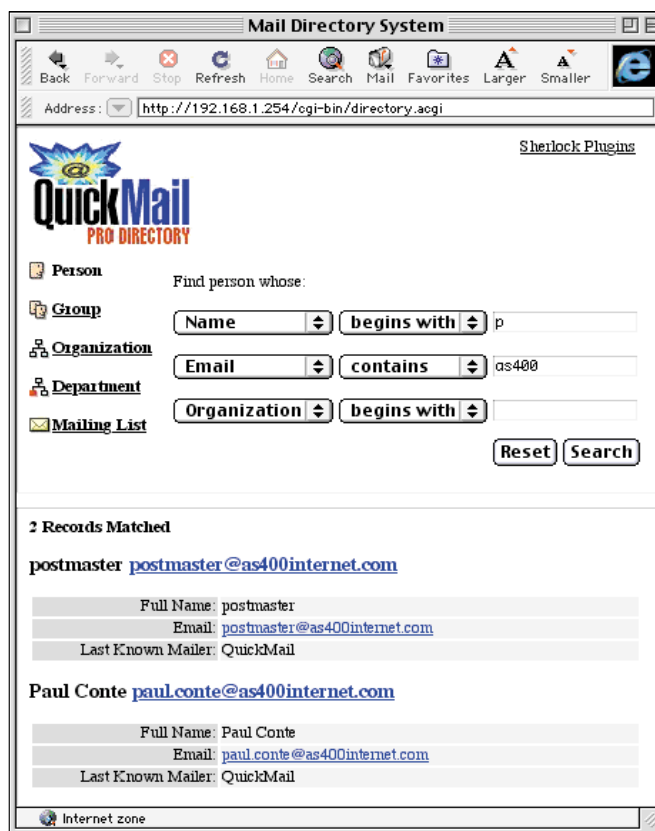 Mail Directory System
Back Forward Stop Refresh Home Search Mail Favorites Larger Smaller
Address: http://192.168.1.254/cgi-bin/directory.acgi
Sherlock Plugins
@
QuickMail
PRO DIRECTORY
Person
Find person whose:
Group
Name begins with p
Organization
Email contains as400
Department
Organization begins with
Mailing List
Reset Search
2 Records Matched
postmaster postmaster@as400internet.com
Full Name: postmaster
Email: postmaster@as400internet.com
Last Known Mailer: QuickMail
Paul Conte paul.conte@as400internet.com
Full Name: Paul Conte
Email: paul.conte@as400internet.com
Last Known Mailer: QuickMail
Internet zone